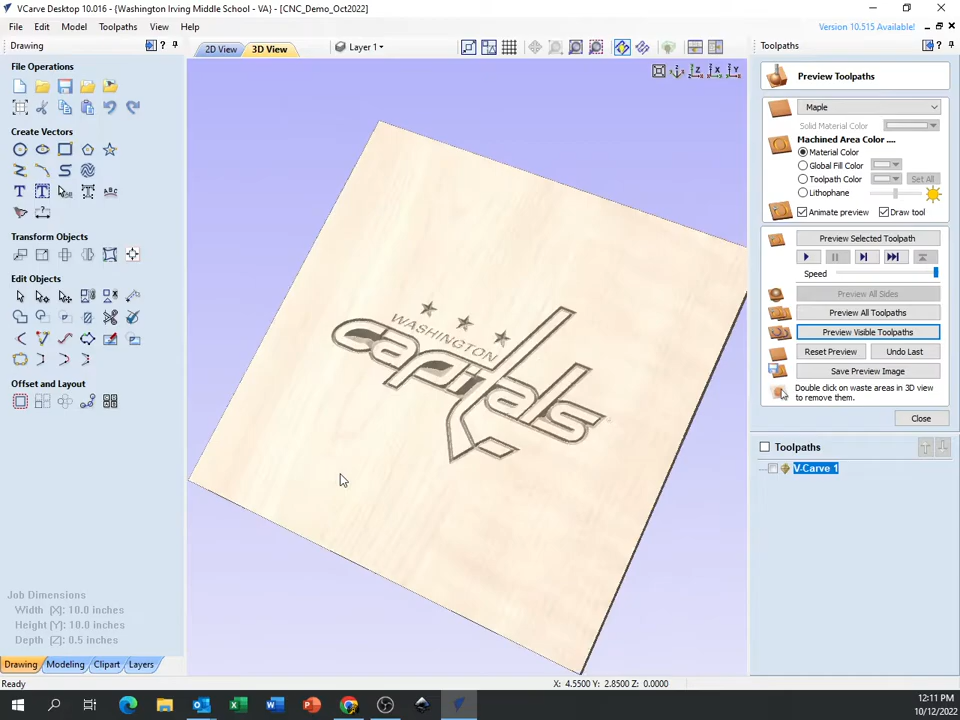 VCarve Desktop 10.016 - {Washington Irving Middle School - VA} - [CNC_Demo_Oct2022]
File Edit Model Toolpaths View Help
Version 10.515 Available!
Drawing
2D View
3D View
Layer 1
Toolpaths
File Operations
Create Vectors
Transform Objects
Edit Objects
Offset and Layout
Job Dimensions
Width [X]: 10.0 inches
Height [Y]: 10.0 inches
Depth [Z]: 0.5 inches
Drawing Modeling Clipart Layers
Ready
WASHINGTON
capitals
X: 4.5500 Y: 2.8500 Z: 0.0000
Preview Toolpaths
Maple
Solid Material Color
Machined Area Color ....
Material Color
Global Fill Color
Toolpath Color
Set All
Lithophane
Animate preview
Draw tool
Preview Selected Toolpath
Speed
Preview All Sides
Preview All Toolpaths
Preview Visible Toolpaths
Reset Preview
Undo Last
Save Preview Image
Double click on waste areas in 3D view
to remove them.
Close
Toolpaths
V-Carve 1
12:11 PM
10/12/2022